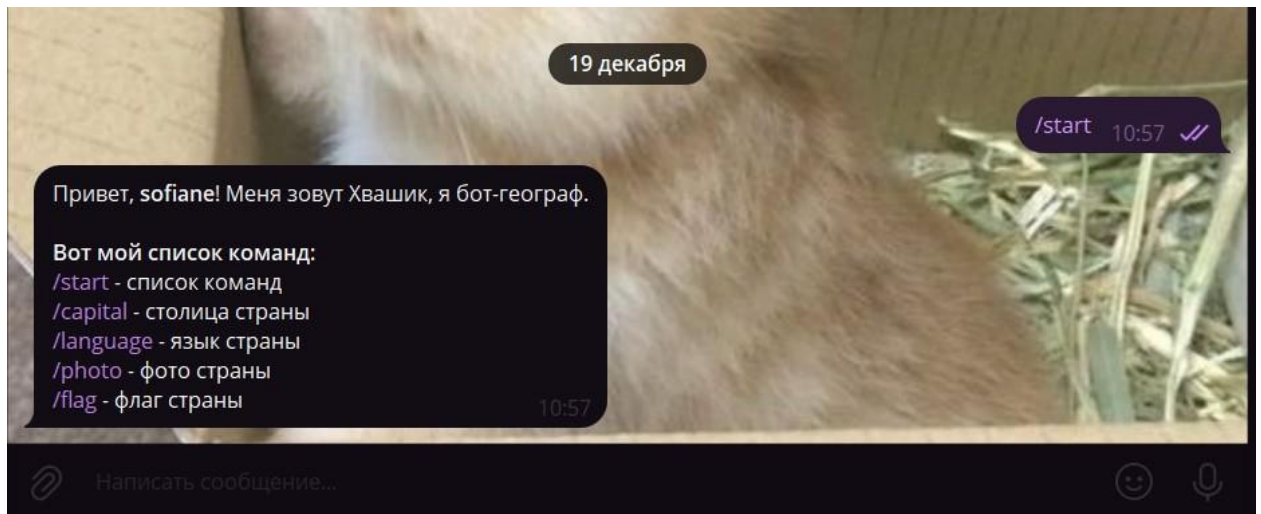 19 декабря
/start 10:57
Привет, sofiane! Меня зовут Хвашик, я бот-географ.
Вот мой список команд:
/start - список команд
/capital - столица страны
/language - язык страны
/photo - фото страны
/flag - флаг страны
10:57
Написать сообщение...